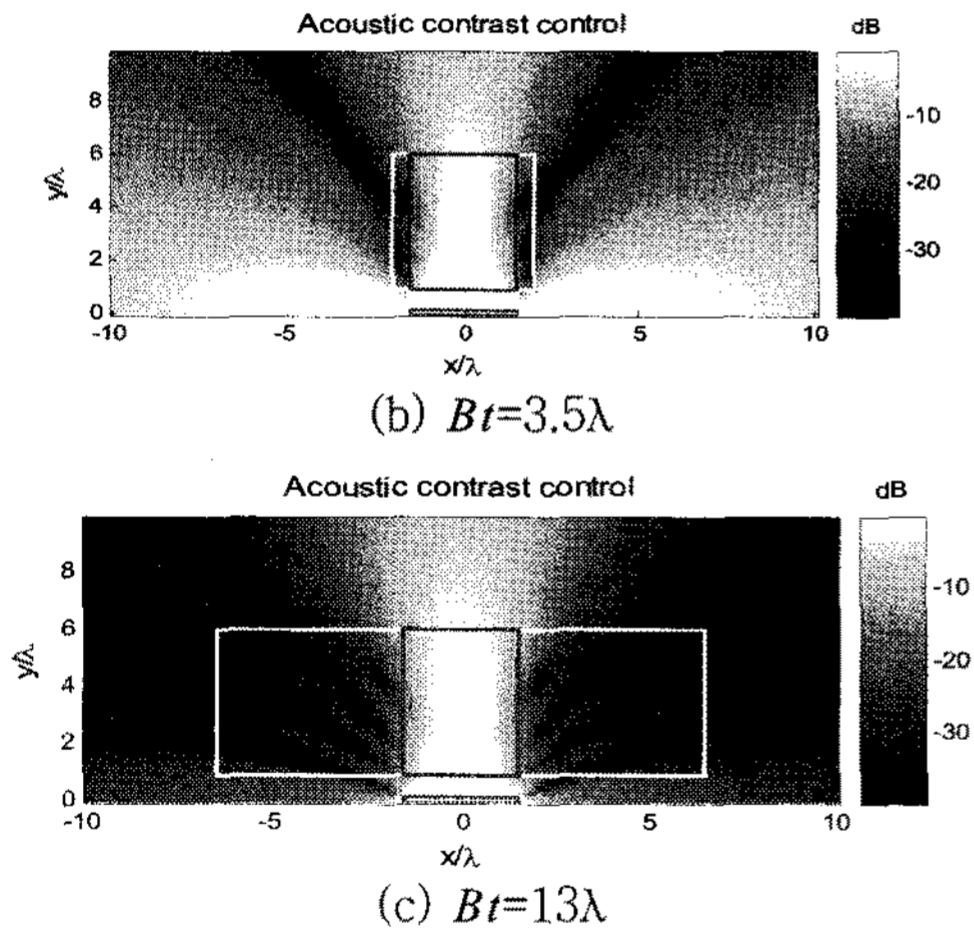 Acoustic contrast control
dB
8
6
4
2
0
y/λ
-10
-5
0
5
10
x/λ
-10
-20
-30
(b) Bt=3.5λ
Acoustic contrast control
dB
8
6
4
2
0
y/λ
-10
-5
0
5
10
x/λ
-10
-20
-30
(c) Bt=13λ